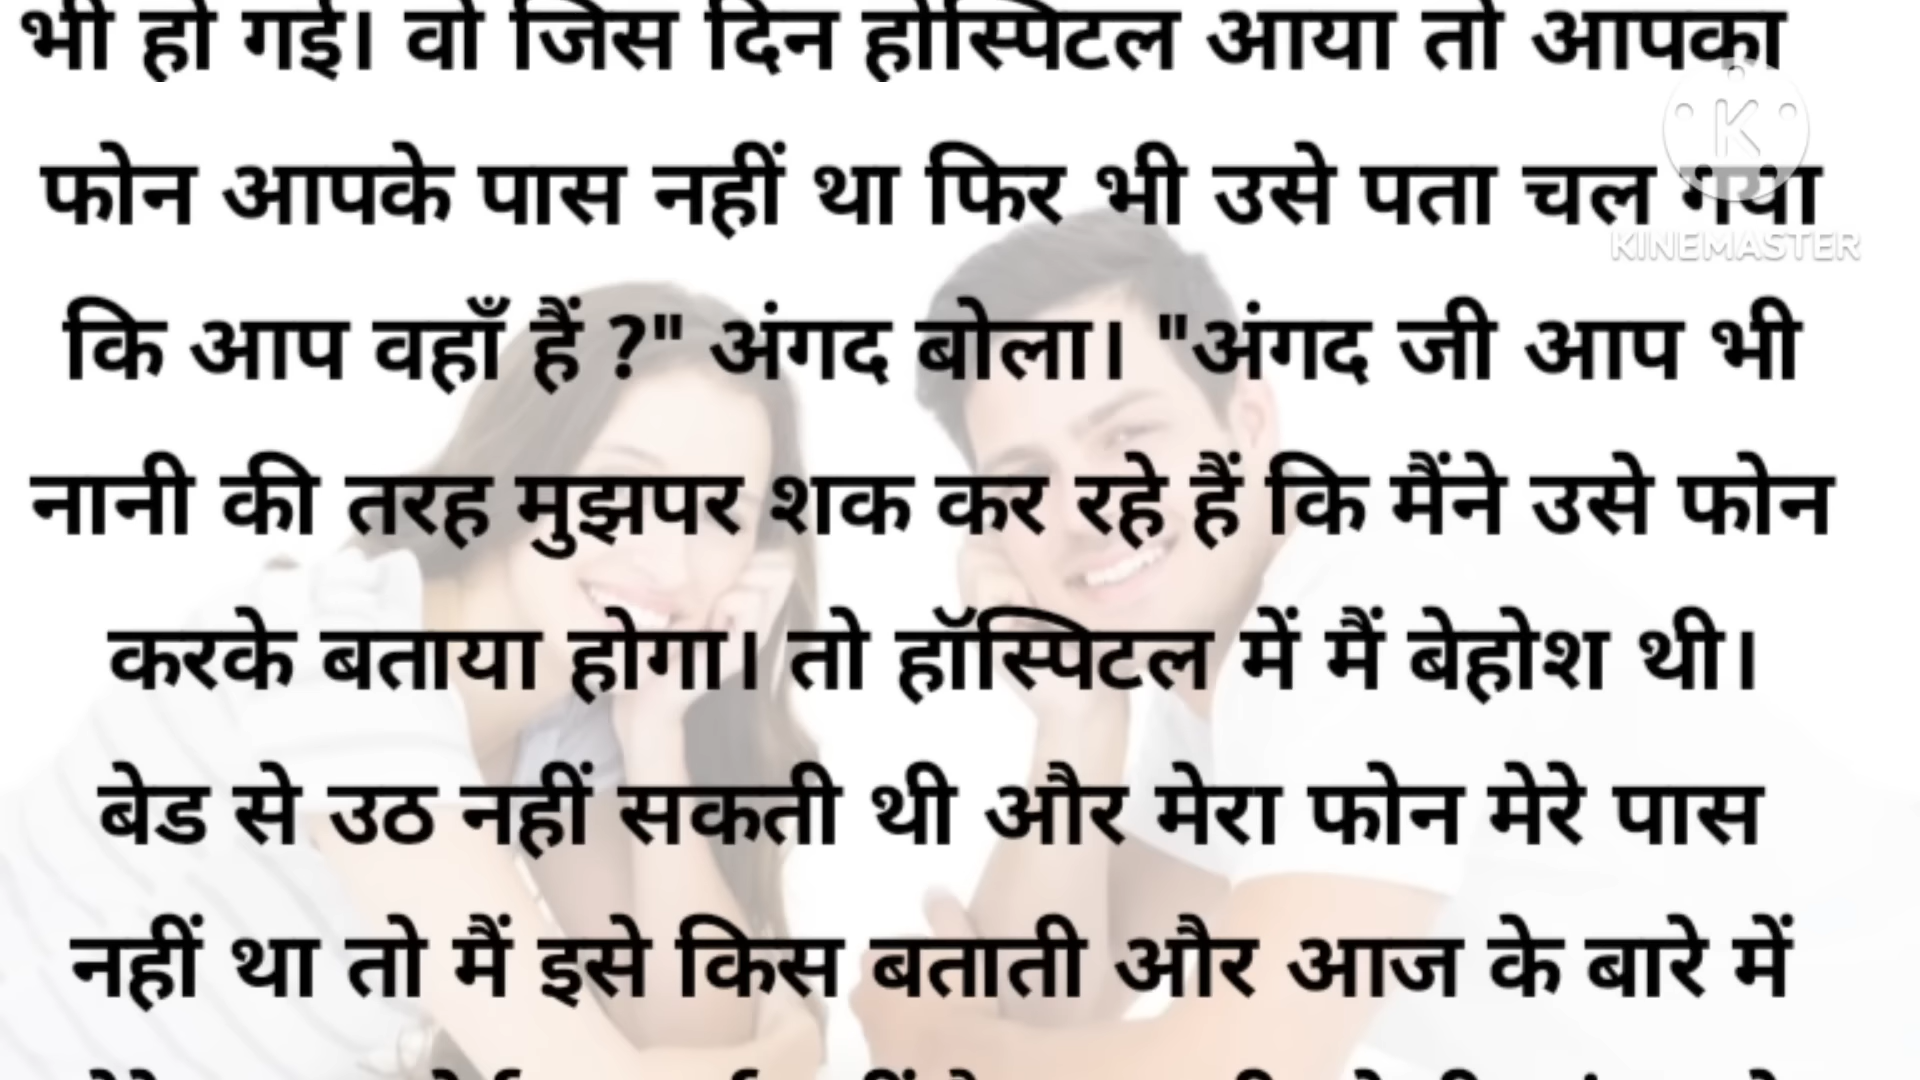 भी हो गई। वो जिस दिन होस्पिटल आया तो आपका
फोन आपके पास नहीं था फिर भी उसे पता चल गया
KINEMASTER
कि आप वहाँ हैं ?" अंगद बोला। "अंगद जी आप भी
नानी की तरह मुझपर शक कर रहे हैं कि मैंने उसे फोन
करके बताया होगा। तो हॉस्पिटल में मैं बेहोश थी।
बेड से उठ नहीं सकती थी और मेरा फोन मेरे पास
नहीं था तो मैं इसे किस बताती और आज के बारे में